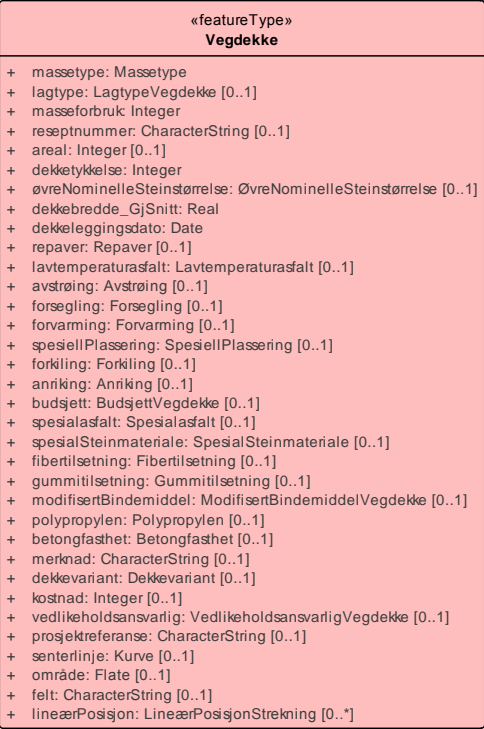 «featureType»
Vegdekke
+ massetype: Massetype
+ lagtype: LagtypeVegdekke [0..1]
+ masseforbruk: Integer
+ reseptnummer: CharacterString [0..1]
+ areal: Integer [0..1]
+ dekketykkelse: Integer
+ øvreNominelleSteinstørrelse: ØvreNominelleSteinstørrelse [0..1]
+ dekkebredde_GjSnitt: Real
+ dekkeleggingsdato: Date
+ repaver: Repaver [0..1]
+ lavtemperaturasfalt: Lavtemperaturasfalt [0..1]
+ avstrøing: Avstrøing [0..1]
+ forsegling: Forsegling [0..1]
+ forvarming: Forvarming [0..1]
+ spesiellPlassering: SpesiellPlassering [0..1]
+ forkiling: Forkiling [0..1]
+ anriking: Anriking [0..1]
+ budsjett: BudsjettVegdekke [0..1]
+ spesialasfalt: Spesialasfalt [0..1]
+ spesialSteinmateriale: SpesialSteinmateriale [0..1]
+ fibertilsetning: Fibertilsetning [0..1]
+ gummitilsetning: Gummitilsetning [0..1]
+ modifisertBindemiddel: ModifisertBindemiddelVegdekke [0..1]
+ polypropylen: Polypropylen [0..1]
+ betongfasthet: Betongfasthet [0..1]
+ merknad: CharacterString [0..1]
+ dekkevariant: Dekkevariant [0..1]
+ kostnad: Integer [0..1]
+ vedlikeholdsansvarlig: VedlikeholdsansvarligVegdekke [0..1]
+ prosjektreferanse: CharacterString [0..1]
+ senterlinje: Kurve [0..1]
+ område: Flate [0..1]
+ felt: CharacterString [0..1]
+ lineærPosisjon: LineærPosisjonStrekning [0..*]